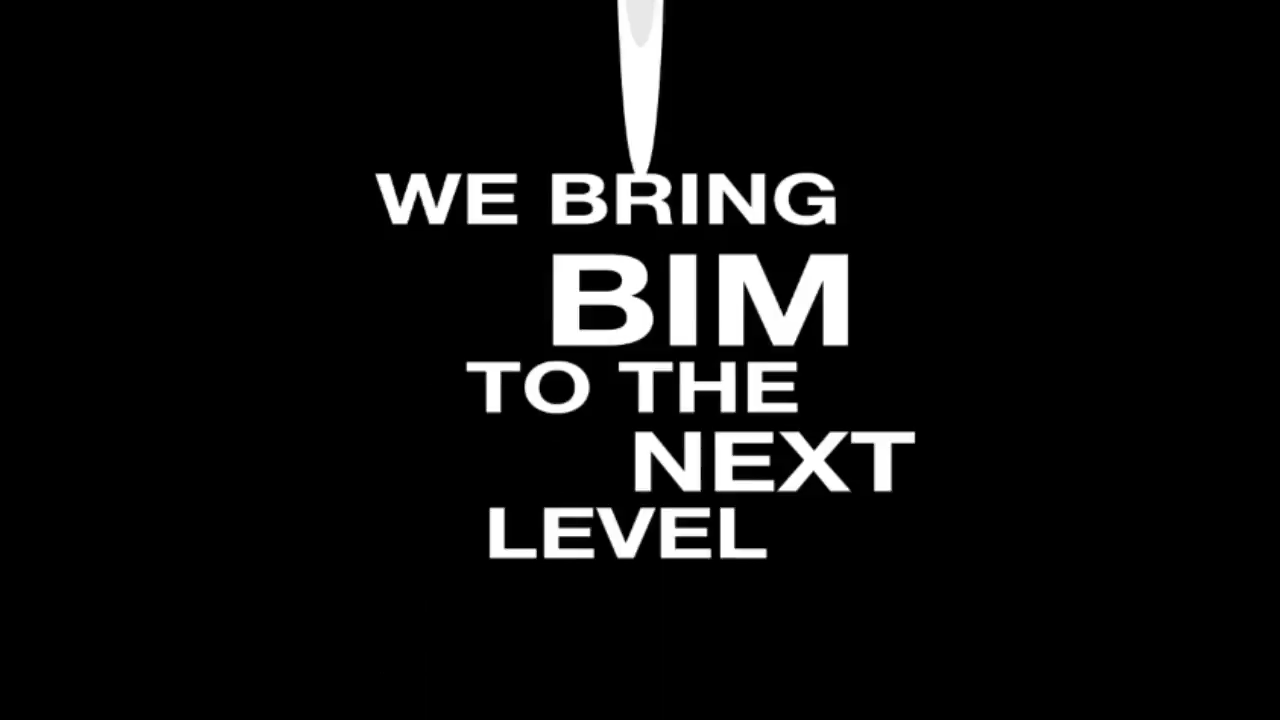 WE BRING
BIM
TO THE
NEXT
LEVEL